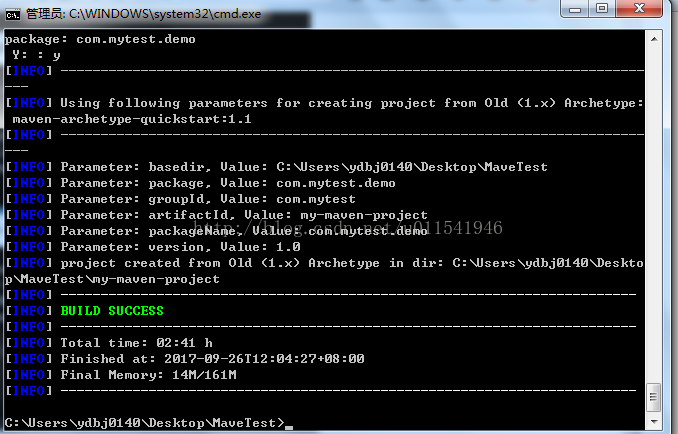 管理员: C:\WINDOWS\system32\cmd.exe
package: com.mytest.demo
 Y: : y
[INFO] ------------------------------------------------------------------------
---
[INFO] Using following parameters for creating project from Old (1.x) Archetype:
 maven-archetype-quickstart:1.1
[INFO] ------------------------------------------------------------------------
---
[INFO] Parameter: basedir, Value: C:\Users\ydbj0140\Desktop\MaveTest
[INFO] Parameter: package, Value: com.mytest.demo
[INFO] Parameter: groupId, Value: com.mytest
[INFO] Parameter: artifactId, Value: my-maven-project
[INFO] Parameter: packageName, Value: com.mytest.demo
http://blog.csdn.net/u011541946
[INFO] Parameter: version, Value: 1.0
[INFO] project created from Old (1.x) Archetype in dir: C:\Users\ydbj0140\Deskto
p\MaveTest\my-maven-project
[INFO] ------------------------------------------------------------------------
[INFO] BUILD SUCCESS
[INFO] ------------------------------------------------------------------------
[INFO] Total time: 02:41 h
[INFO] Finished at: 2017-09-26T12:04:27+08:00
[INFO] Final Memory: 14M/161M
[INFO] ------------------------------------------------------------------------
C:\Users\ydbj0140\Desktop\MaveTest>_